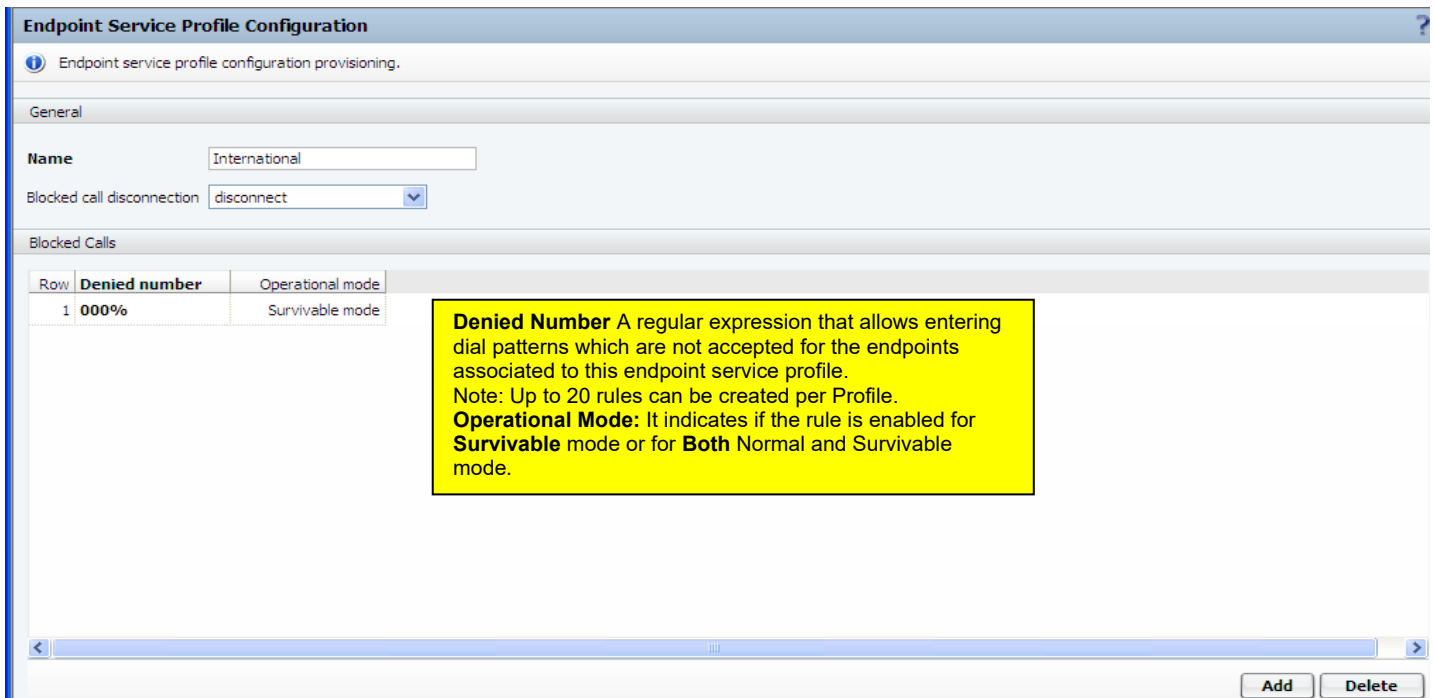 Endpoint Service Profile Configuration
?
Endpoint service profile configuration provisioning.
General
Name International
Blocked call disconnection disconnect
Blocked Calls
Row Denied number Operational mode
1 000% Survivable mode
Denied Number A regular expression that allows entering
dial patterns which are not accepted for the endpoints
associated to this endpoint service profile.
Note: Up to 20 rules can be created per Profile.
Operational Mode: It indicates if the rule is enabled for
Survivable mode or for Both Normal and Survivable
mode.
Add Delete